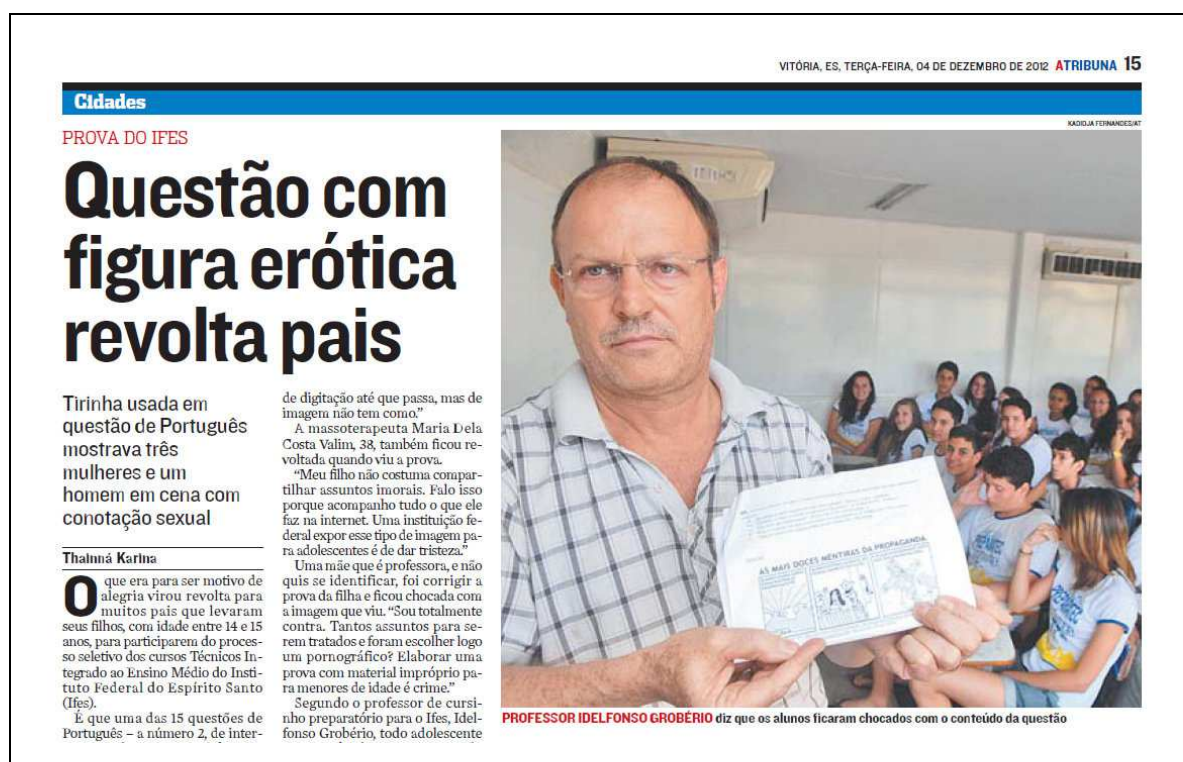 VITÓRIA, ES, TERÇA-FEIRA, 04 DE DEZEMBRO DE 2012 ATRIBUNA 15
Cidades
KADIDJA FERNANDES/AT
PROVA DO IFES
Questão com
figura erótica
revolta pais
Tirinha usada em
questão de Português
mostrava três
mulheres e um
homem em cena com
conotação sexual
Thainná Karina
O que era para ser motivo de
alegria virou revolta para
muitos pais que levaram
seus filhos, com idade entre 14 e 15
anos, para participarem do proces-
so seletivo dos cursos Técnicos In-
tegrado ao Ensino Médio do Insti-
tuto Federal do Espírito Santo
(Ifes).
É que uma das 15 questões de
Português – a número 2, de inter-
de digitação até que passa, mas de
imagem não tem como.”
A massoterapeuta Maria Dela
Costa Valim, 38, também ficou re-
voltada quando viu a prova.
“Meu filho não costuma compar-
tilhar assuntos imorais. Falo isso
porque acompanho tudo o que ele
faz na internet. Uma instituição fe-
deral expor esse tipo de imagem pa-
ra adolescentes é de dar tristeza.”
Uma mãe que é professora, e não
quis se identificar, foi corrigir a
prova da filha e ficou chocada com
a imagem que viu. “Sou totalmente
contra. Tantos assuntos para se-
rem tratados e foram escolher logo
um pornográfico? Elaborar uma
prova com material impróprio pa-
ra menores de idade é crime.”
Segundo o professor de cursi-
nho preparatório para o Ifes, Idel-
fonso Grobério, todo adolescente
AS MAIS DOCES MENTIRAS DA PROPAGANDA
PROFESSOR IDELFONSO GROBÉRIO diz que os alunos ficaram chocados com o conteúdo da questão